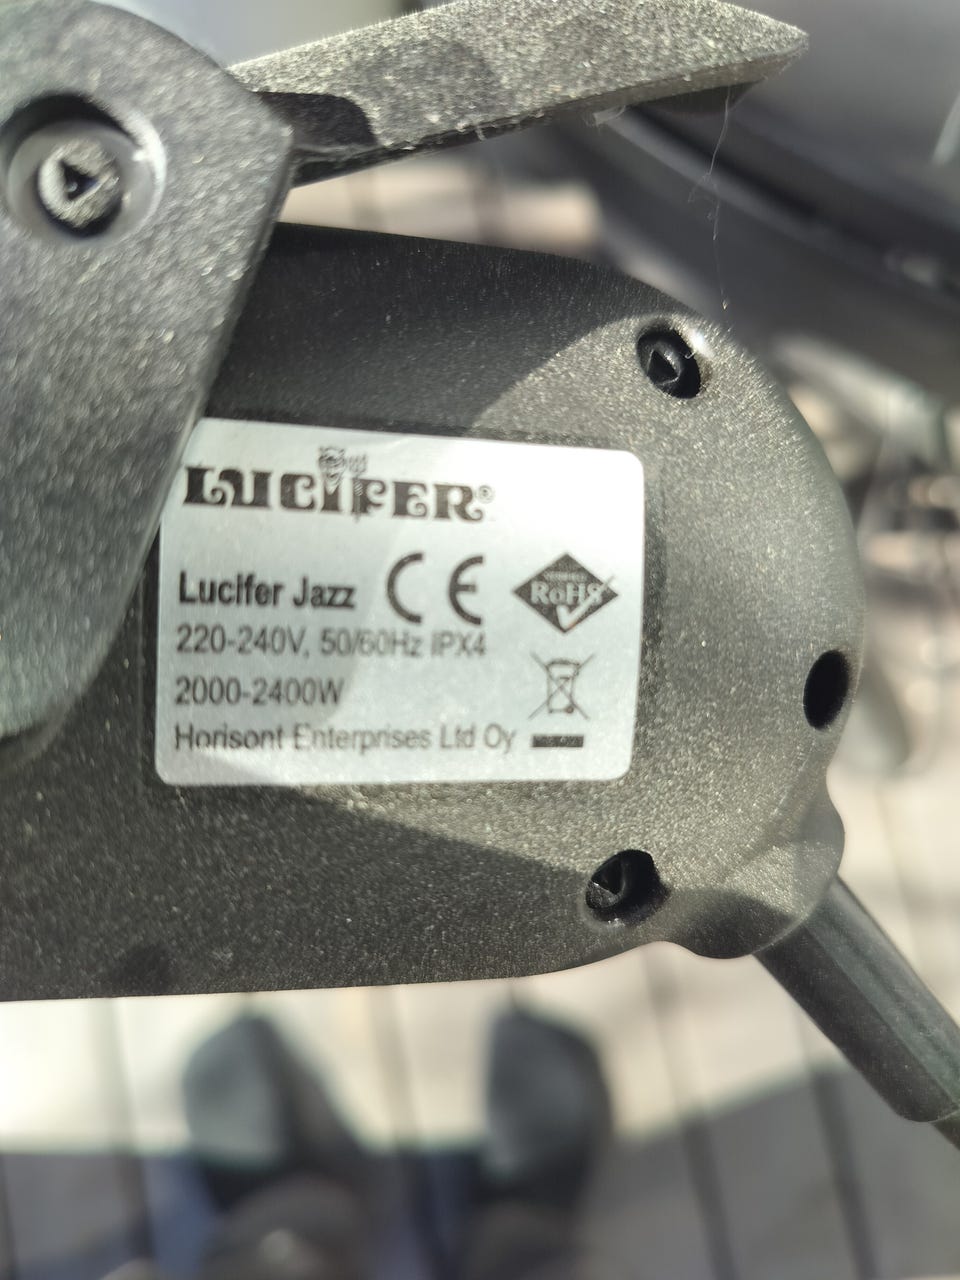 LUCIFER®
Lucifer Jazz CE RoHS
220-240V, 50/60Hz IPX4
2000-2400W
Horisont Enterprises Ltd Oy